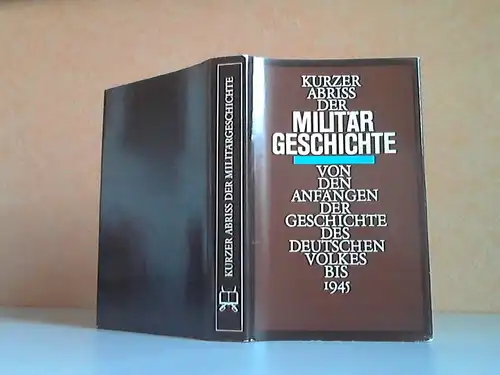 KURZER ABRISS DER MILITÄRGESCHICHTE
KURZER
ABRISS
DER
MILITÄR
GESCHICHTE
VON
DEN
ANFÄNGEN
DER
GESCHICHTE
DES
DEUTSCHEN
VOLKES
BIS
1945